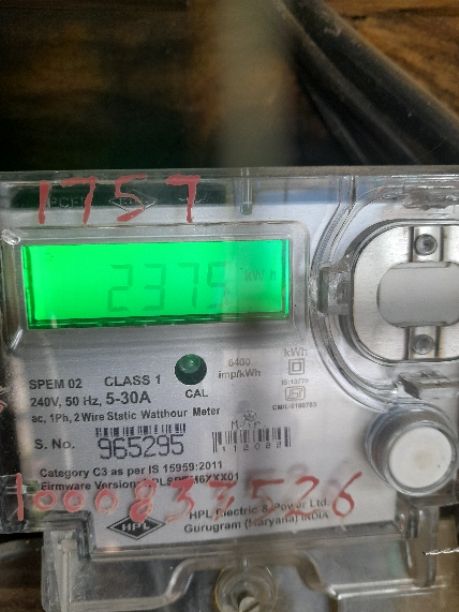 1757
2375 kWh
SPEM 02 CLASS 1
240V, 50 Hz, 5-30A
ac, 1Ph, 2 Wire Static Watthour Meter
CAL
6400
imp/kWh
kWh
S. No. 965295
112082
Category C3 as per IS 15959:2011
Firmware Version:
1000833526
HPL
HPL Electric & Power Ltd.
Gurugram (Haryana) INDIA